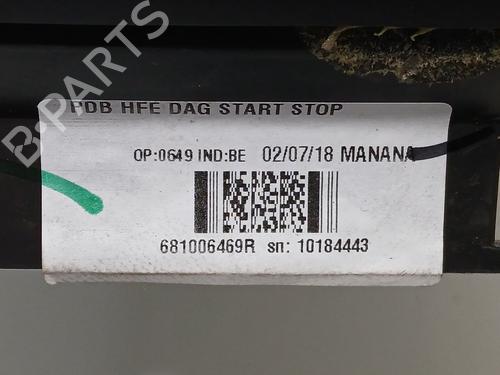 PDB HFE DAG START STOP
OP:0649 IND:BE 02/07/18 MANANA
681006469R sn: 10184443
B-PARTS